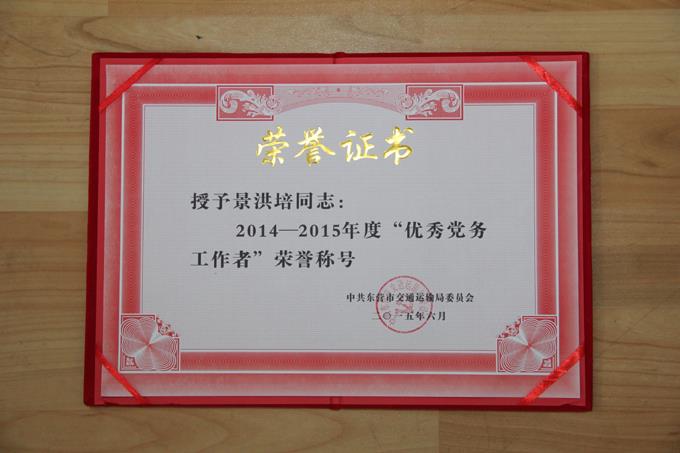 荣誉证书
授予景洪培同志：
2014—2015年度“优秀党务
工作者”荣誉称号
中共东营市交通运输局委员会
二〇一五年六月